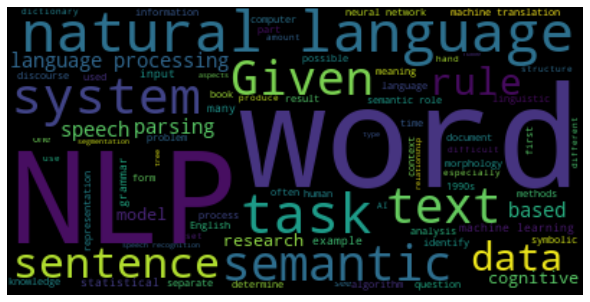 dictionary information computer neural network machine translation
natural language
part amount
language processing possible meaning hand structure
discourse used input Given rule aspects
system book produce result semantic role language linguistic
speech parsing many time document first different
segmentation one problem context relationship difficult
word
NLP
use tree type morphology especially
representation grammar form task text 1990s
AI methods
often human based
model process English set analysis machine learning
speech recognition research example identify symbolic
sentence semantic data
cognitive
knowledge statistical separate determine algorithm question